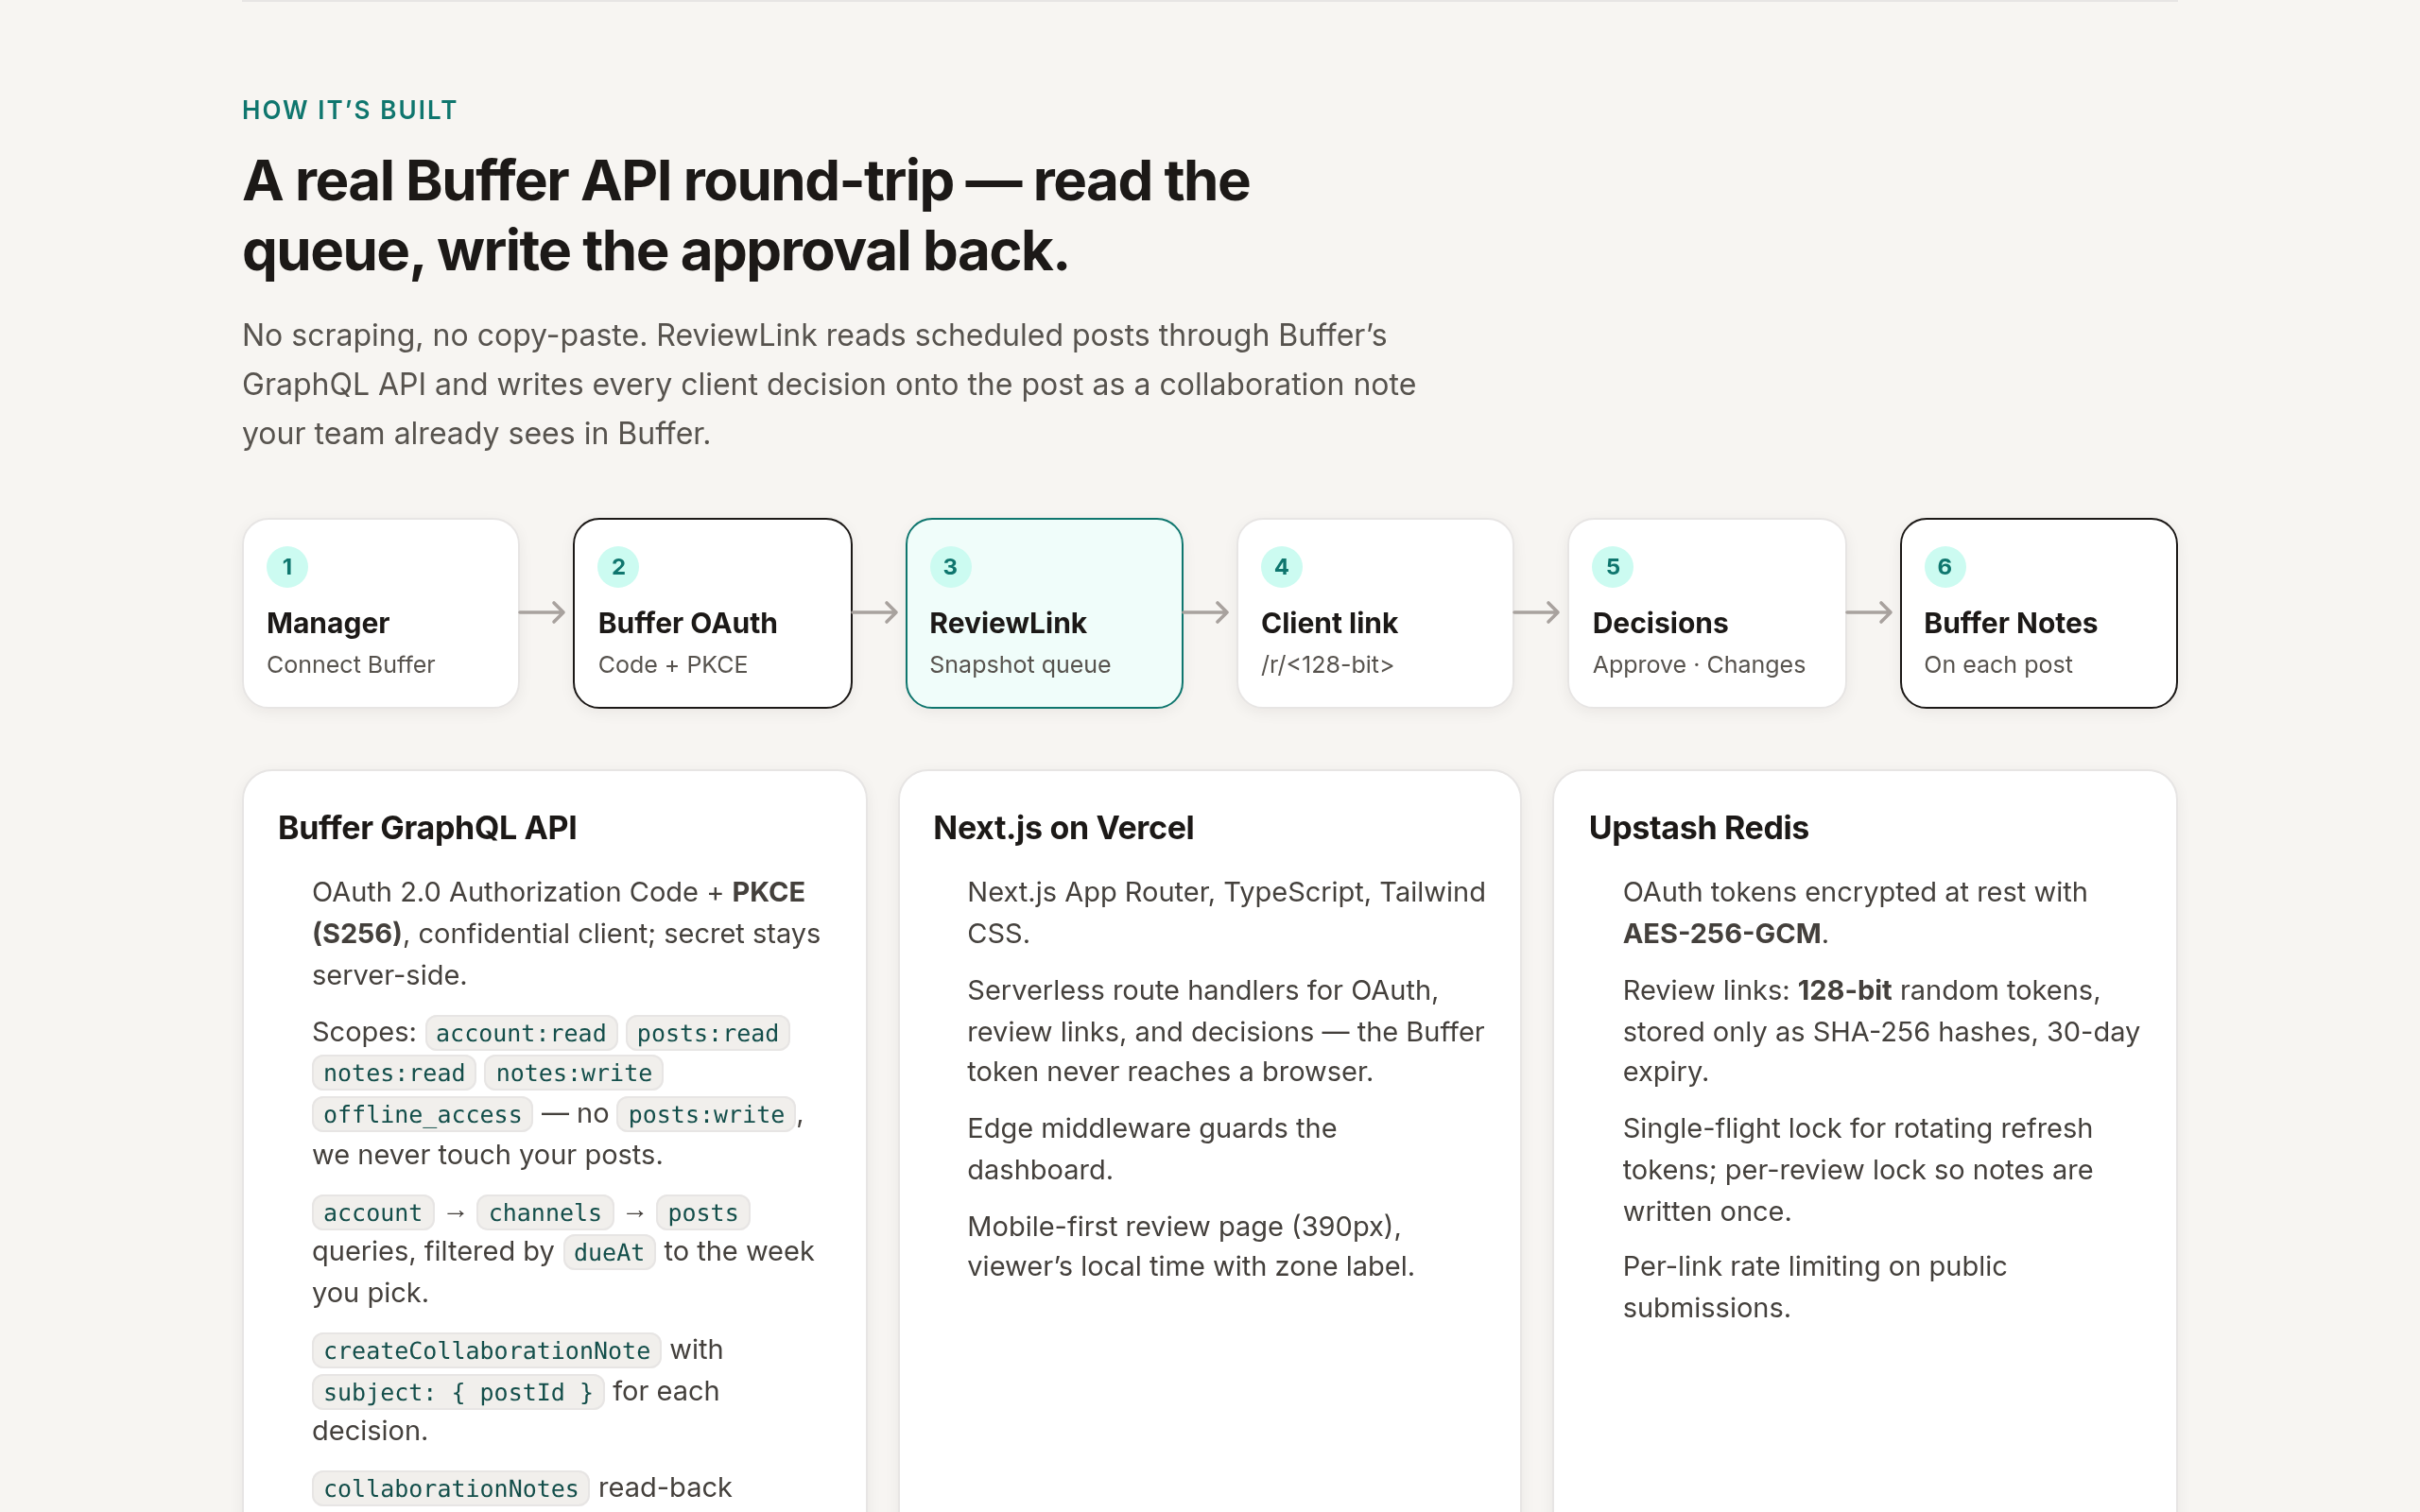 HOW IT’S BUILT
A real Buffer API round-trip — read the
queue, write the approval back.
No scraping, no copy-paste. ReviewLink reads scheduled posts through Buffer’s
GraphQL API and writes every client decision onto the post as a collaboration note
your team already sees in Buffer.
1
Manager
Connect Buffer
2
Buffer OAuth
Code + PKCE
3
ReviewLink
Snapshot queue
4
Client link
/r/<128-bit>
5
Decisions
Approve · Changes
6
Buffer Notes
On each post
Buffer GraphQL API
OAuth 2.0 Authorization Code + PKCE
(S256), confidential client; secret stays
server-side.
Scopes: account:read posts:read
notes:read notes:write
offline_access — no posts:write,
we never touch your posts.
account → channels → posts
queries, filtered by dueAt to the week
you pick.
createCollaborationNote with
subject: { postId } for each
decision.
collaborationNotes read-back
Next.js on Vercel
Next.js App Router, TypeScript, Tailwind
CSS.
Serverless route handlers for OAuth,
review links, and decisions — the Buffer
token never reaches a browser.
Edge middleware guards the
dashboard.
Mobile-first review page (390px),
viewer’s local time with zone label.
Upstash Redis
OAuth tokens encrypted at rest with
AES-256-GCM.
Review links: 128-bit random tokens,
stored only as SHA-256 hashes, 30-day
expiry.
Single-flight lock for rotating refresh
tokens; per-review lock so notes are
written once.
Per-link rate limiting on public
submissions.